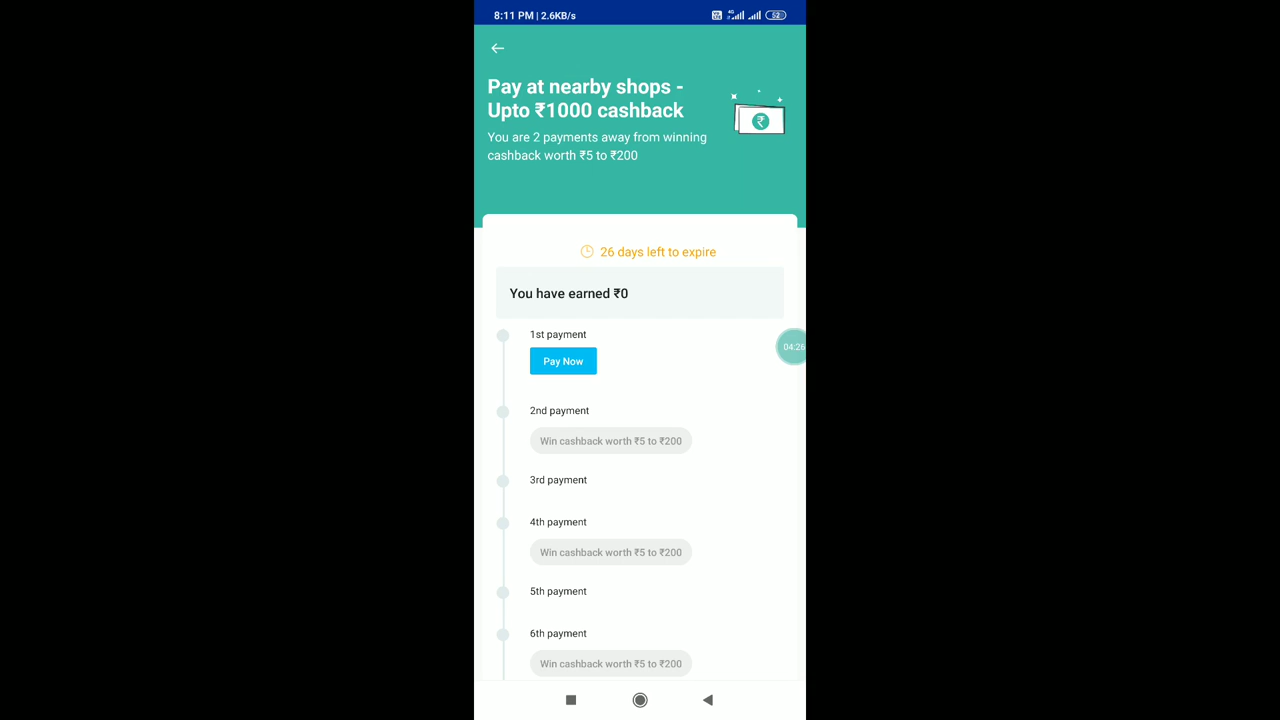 8:11 PM | 2.6KB/s
4G
52
Pay at nearby shops -
Upto ₹1000 cashback
You are 2 payments away from winning
cashback worth ₹5 to ₹200
₹
26 days left to expire
You have earned ₹0
1st payment
04:26
Pay Now
2nd payment
Win cashback worth ₹5 to ₹200
3rd payment
4th payment
Win cashback worth ₹5 to ₹200
5th payment
6th payment
Win cashback worth ₹5 to ₹200